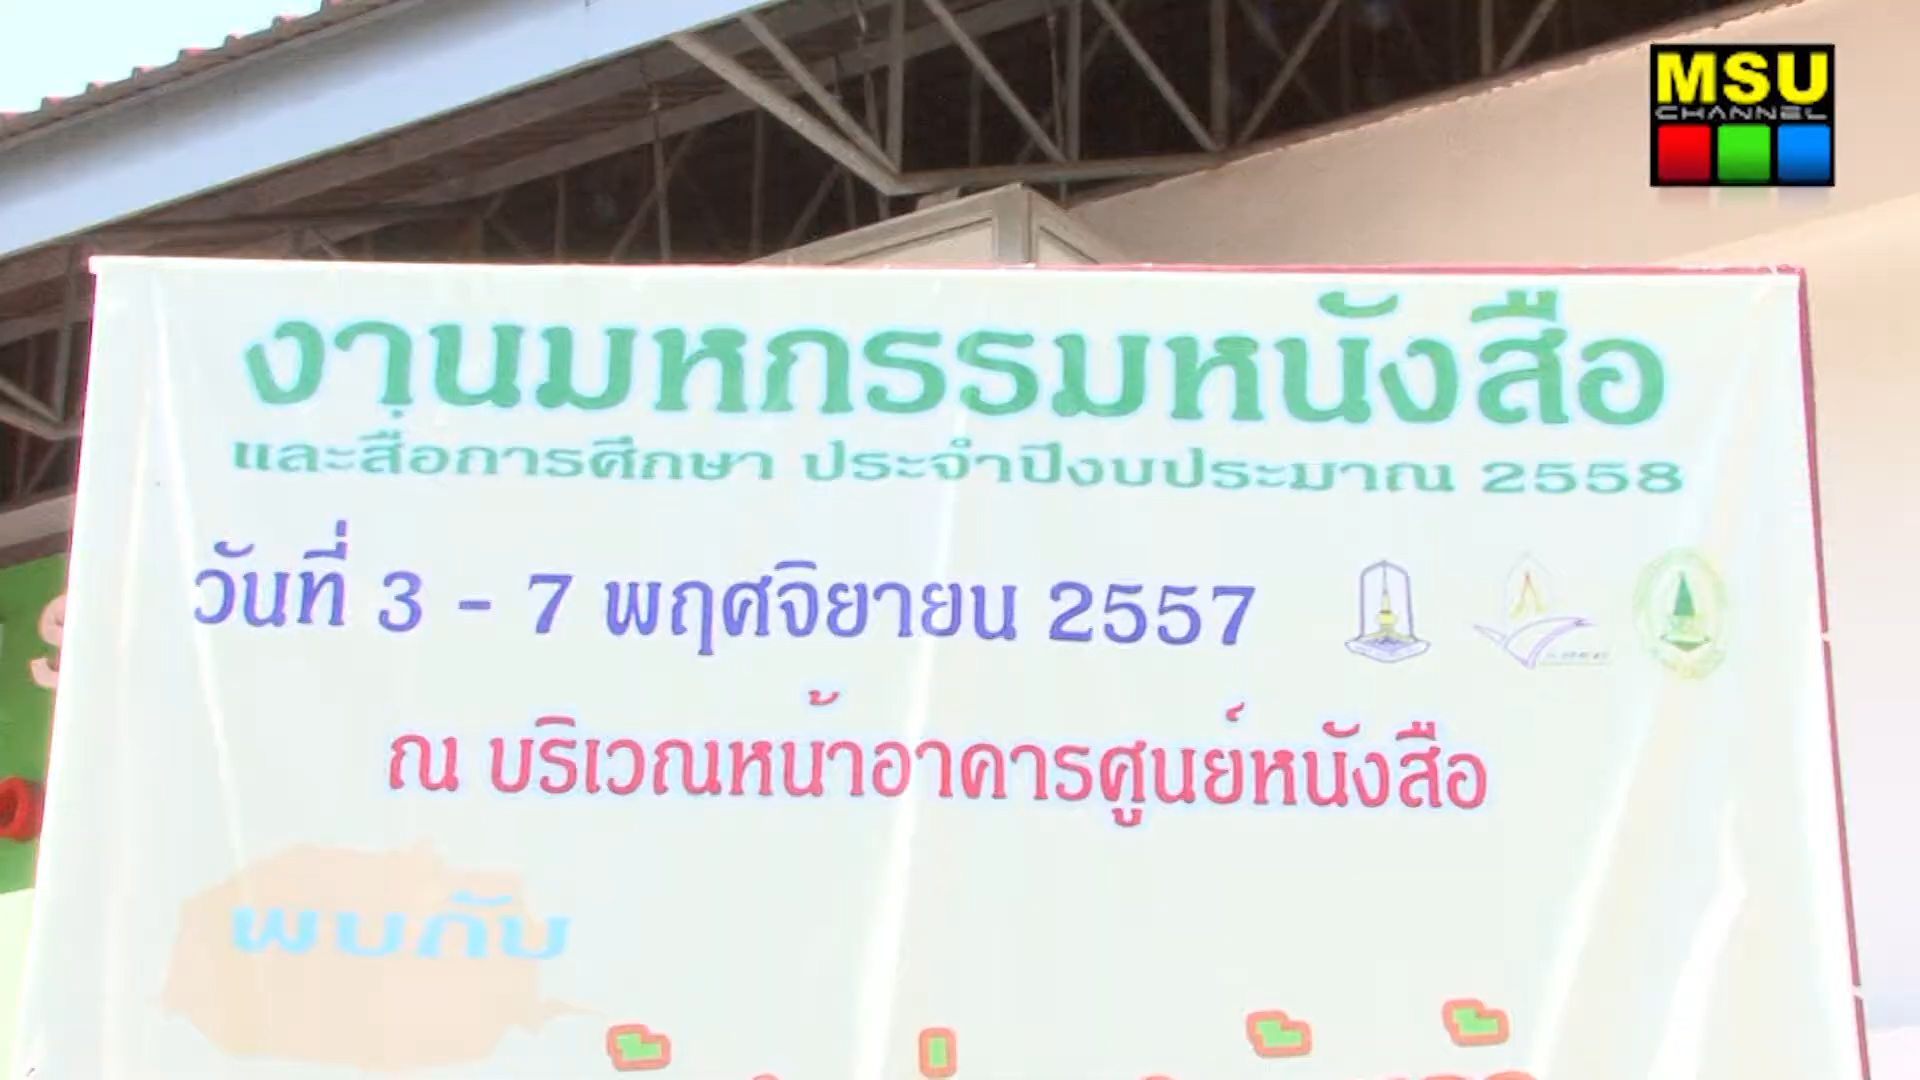 MSU
CHANNEL
งานมหกรรมหนังสือ
และสื่อการศึกษา ประจำปีงบประมาณ 2558
วันที่ 3 - 7 พฤศจิยายน 2557
ณ บริเวณหน้าอาคารศูนย์หนังสือ
พบกับ